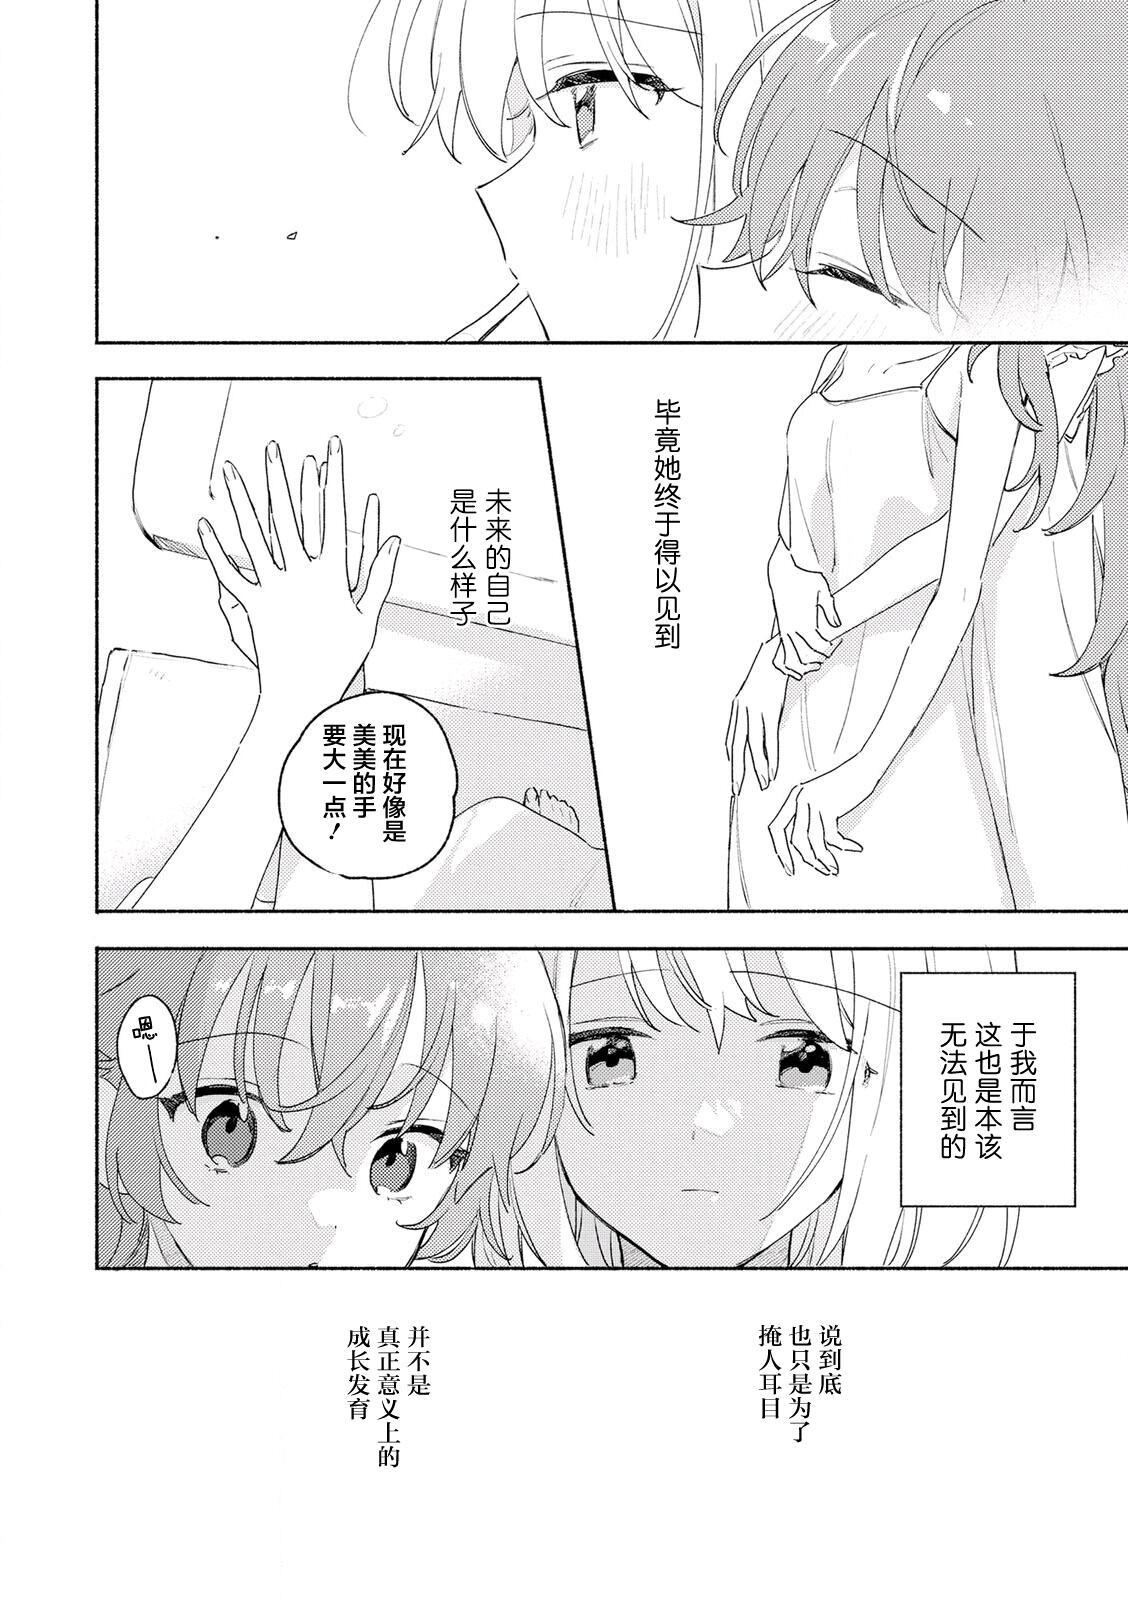 毕竟她终于得以见到
未来的自己
是什么样子
现在好像是
美美的手
要大一点！
于我而言
这也是本该
无法见到的
嗯—
说到底
也只是为了
掩人耳目
并不是
真正意义上的
成长发育